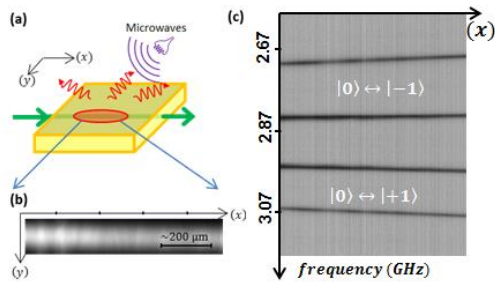 (a)
Microwaves
(x)
(y)
(b)
(x)
(y)
~200 μm
(c)
(x)
2.67
|0⟩ ↔ |−1⟩
2.87
|0⟩ ↔ |+1⟩
3.07
frequency (GHz)